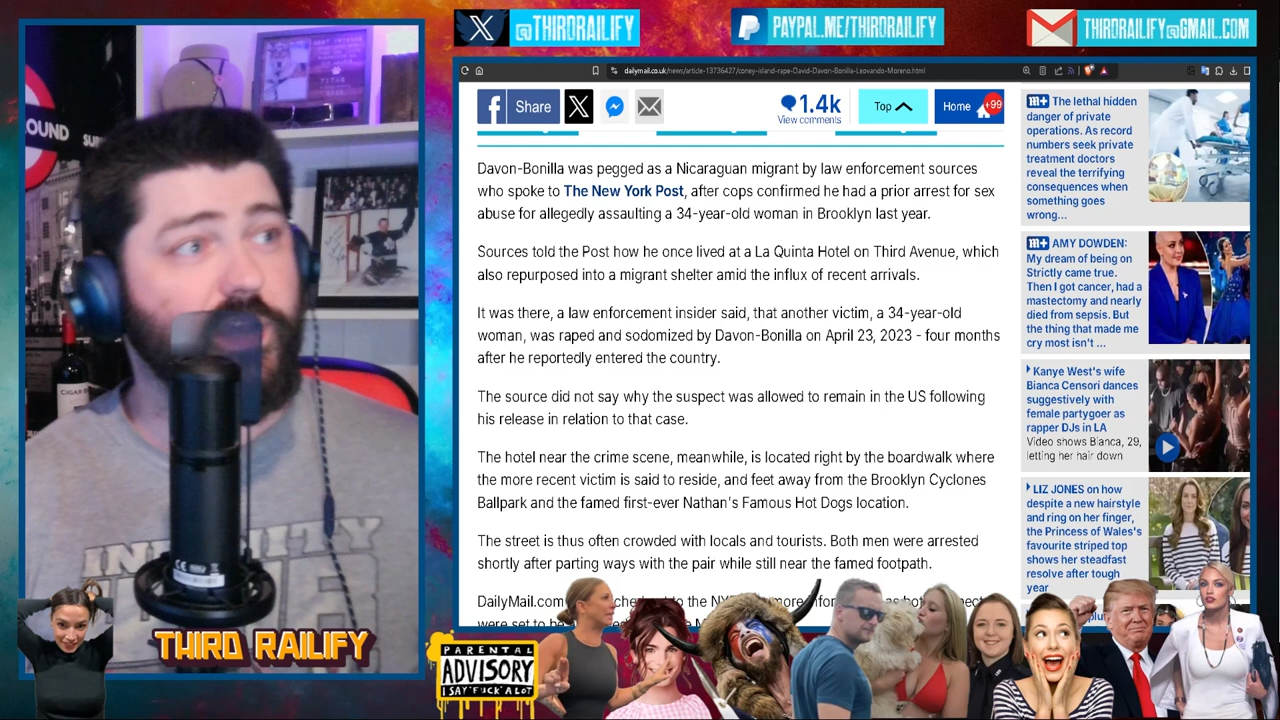 @THIRDRAILIFY
PAYPAL.ME/THIRDRAILIFY
THIRDRAILIFY@GMAIL.COM
dailymail.co.uk/news/article-13736427/coney-island-rape-David-Davon-Bonilla-Leovando-Moreno.html
Share
1.4k
View comments
Top
Home
+99
Davon-Bonilla was pegged as a Nicaraguan migrant by law enforcement sources
who spoke to The New York Post, after cops confirmed he had a prior arrest for sex
abuse for allegedly assaulting a 34-year-old woman in Brooklyn last year.
Sources told the Post how he once lived at a La Quinta Hotel on Third Avenue, which
also repurposed into a migrant shelter amid the influx of recent arrivals.
It was there, a law enforcement insider said, that another victim, a 34-year-old
woman, was raped and sodomized by Davon-Bonilla on April 23, 2023 - four months
after he reportedly entered the country.
The source did not say why the suspect was allowed to remain in the US following
his release in relation to that case.
The hotel near the crime scene, meanwhile, is located right by the boardwalk where
the more recent victim is said to reside, and feet away from the Brooklyn Cyclones
Ballpark and the famed first-ever Nathan's Famous Hot Dogs location.
The street is thus often crowded with locals and tourists. Both men were arrested
shortly after parting ways with the pair while still near the famed footpath.
DailyMail.com
to the
were set to
m+ The lethal hidden
danger of private
operations. As record
numbers seek private
treatment doctors
reveal the terrifying
consequences when
something goes
wrong...
m+ AMY DOWDEN:
My dream of being on
Strictly came true.
Then I got cancer, had a
mastectomy and nearly
died from sepsis. But
the thing that made me
cry most isn't ...
Kanye West's wife
Bianca Censori dances
suggestively with
female partygoer as
rapper DJs in LA
Video shows Bianca, 29,
letting her hair down
LIZ JONES on how
despite a new hairstyle
and ring on her finger,
the Princess of Wales's
favourite striped top
shows her steadfast
resolve after tough
year
OUND
CIGAR
CE
THIRD RAILIFY
PARENTAL
ADVISORY
I SAY "FUCK" ALOT